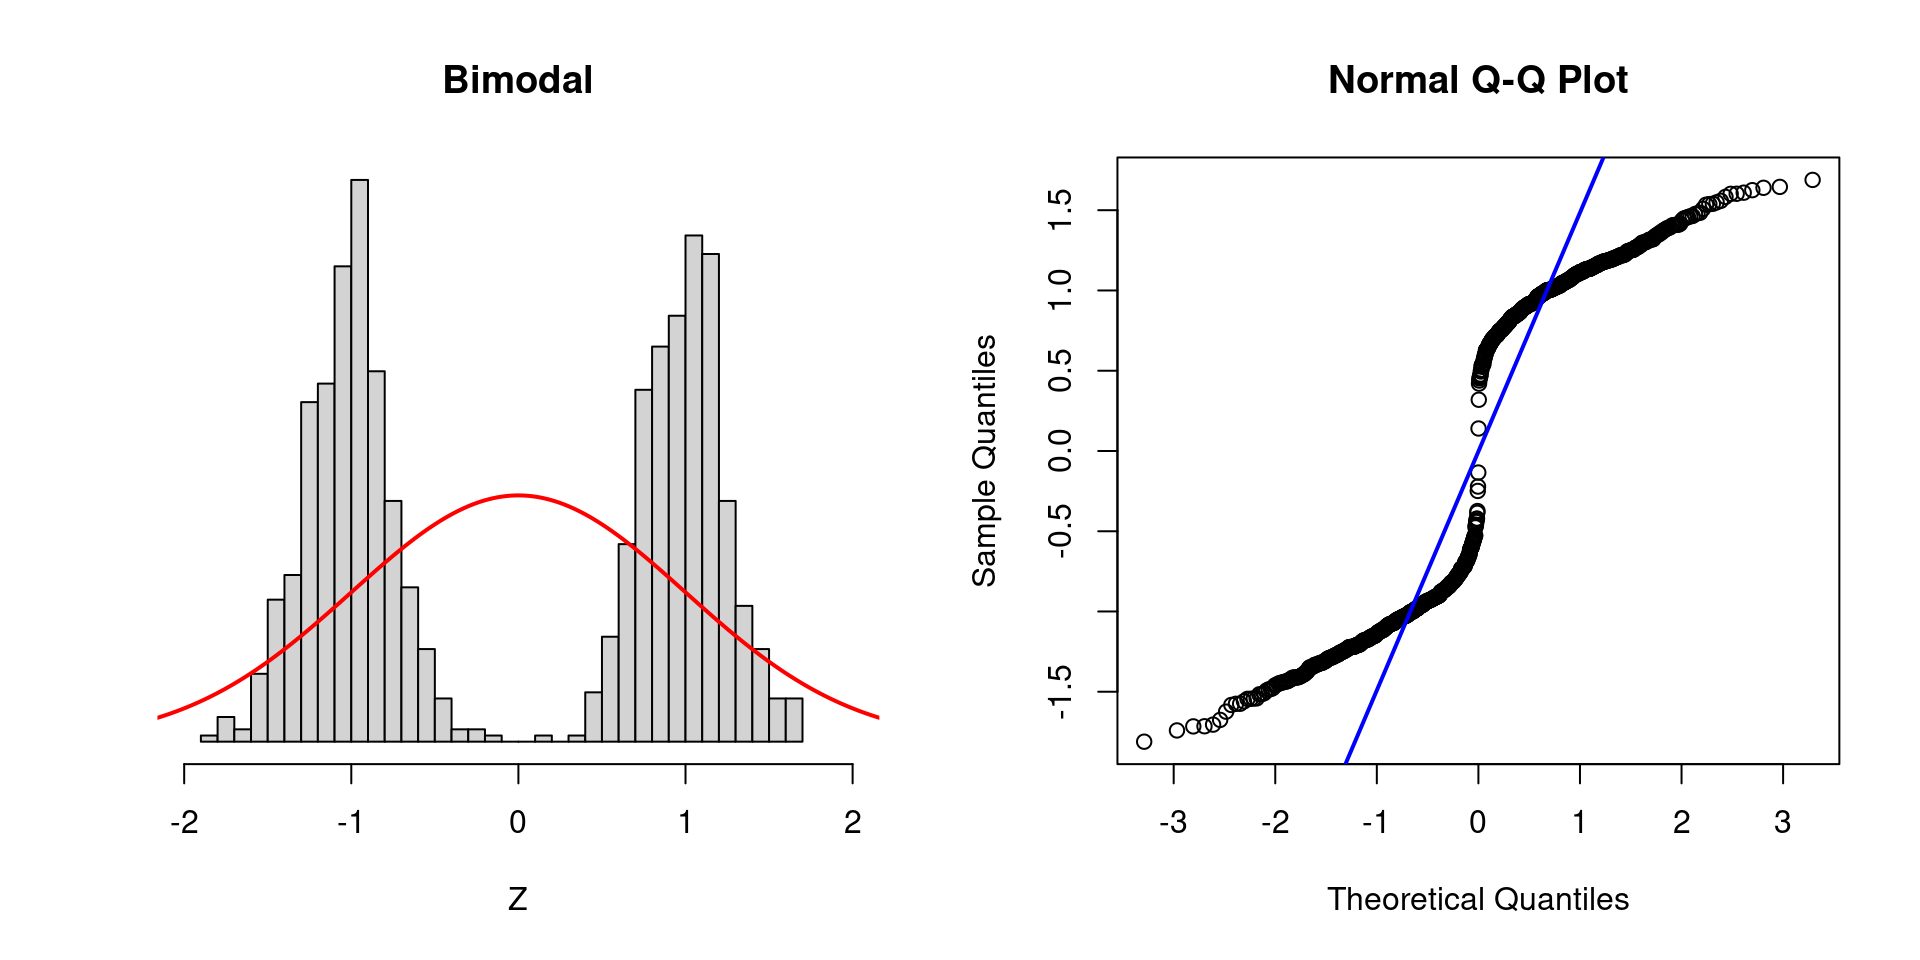 Bimodal
-2 -1 0 1 2
Z
Normal Q-Q Plot
Sample Quantiles
-1.5 -0.5 0.0 0.5 1.0 1.5
-3 -2 -1 0 1 2 3
Theoretical Quantiles